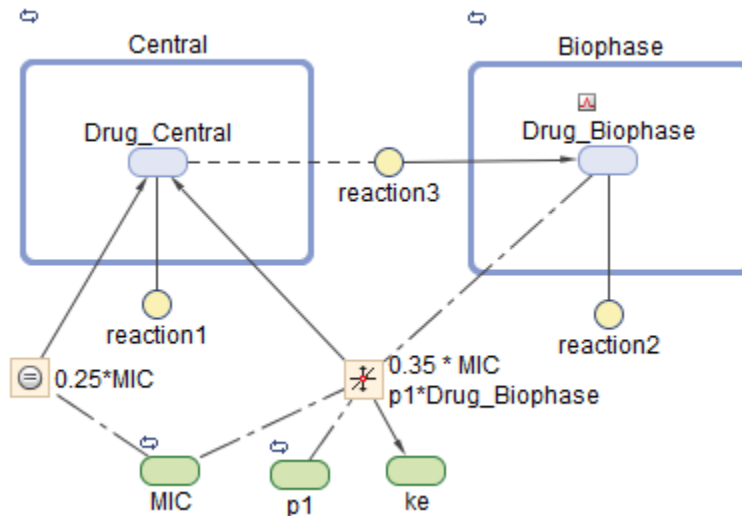 Central
Biophase
Drug_Central
Drug_Biophase
reaction3
reaction1
reaction2
0.25*MIC
0.35 * MIC
p1*Drug_Biophase
MIC
p1
ke